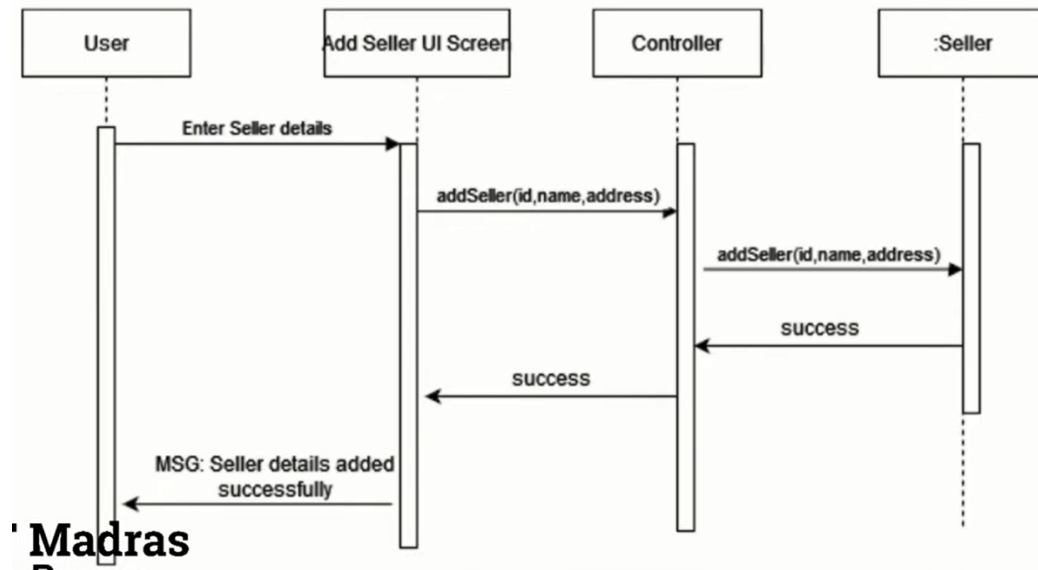 User
Add Seller UI Screen
Controller
:Seller
Enter Seller details
addSeller(id,name,address)
addSeller(id,name,address)
success
success
MSG: Seller details added
successfully
Madras